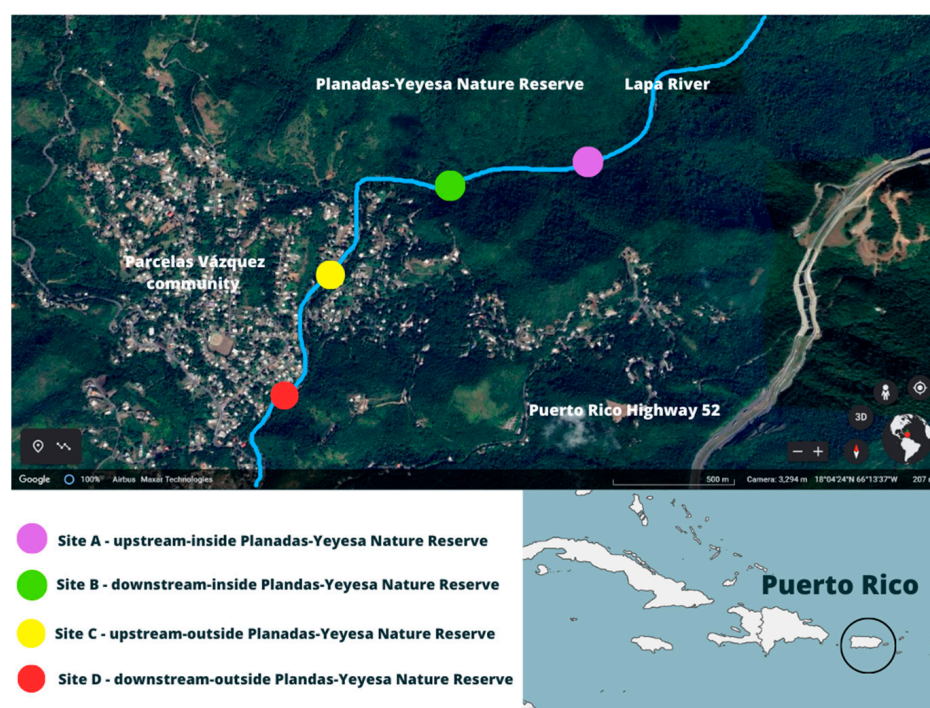 Planadas-Yeyesa Nature Reserve
Lapa River
Parcelas Vázquez
community
Puerto Rico Highway 52
3D
Google
100%
Airbus
Maxar Technologies
500 m
Camera: 3,294 m
18°04'24"N 66°13'37"W
207
Site A - upstream-inside Planadas-Yeyesa Nature Reserve
Site B - downstream-inside Plandas-Yeyesa Nature Reserve
Site C - upstream-outside Planadas-Yeyesa Nature Reserve
Site D - downstream-outside Plandas-Yeyesa Nature Reserve
Puerto Rico